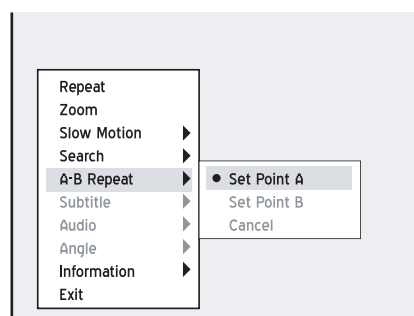 Repeat
Zoom
Slow Motion
Search
A-B Repeat
Subtitle
Audio
Angle
Information
Exit
Set Point A
Set Point B
Cancel